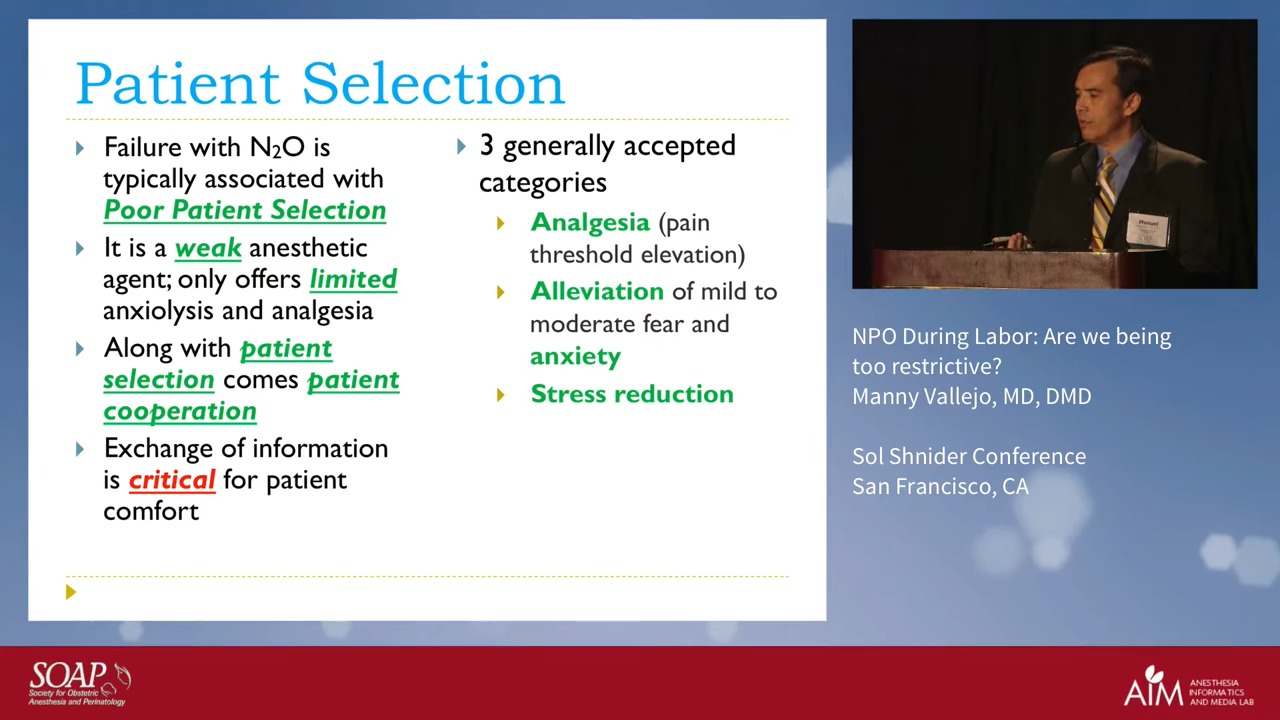 Patient Selection
Failure with N₂O is
typically associated with
Poor Patient Selection
It is a weak anesthetic
agent; only offers limited
anxiolysis and analgesia
Along with patient
selection comes patient
cooperation
Exchange of information
is critical for patient
comfort
3 generally accepted
categories
Analgesia (pain
threshold elevation)
Alleviation of mild to
moderate fear and
anxiety
Stress reduction
Manuel
SOAP
NPO During Labor: Are we being
too restrictive?
Manny Vallejo, MD, DMD
Sol Shnider Conference
San Francisco, CA
SOAP
Society for Obstetric
Anesthesia and Perinatology
AIM
ANESTHESIA
INFORMATICS
AND MEDIA LAB